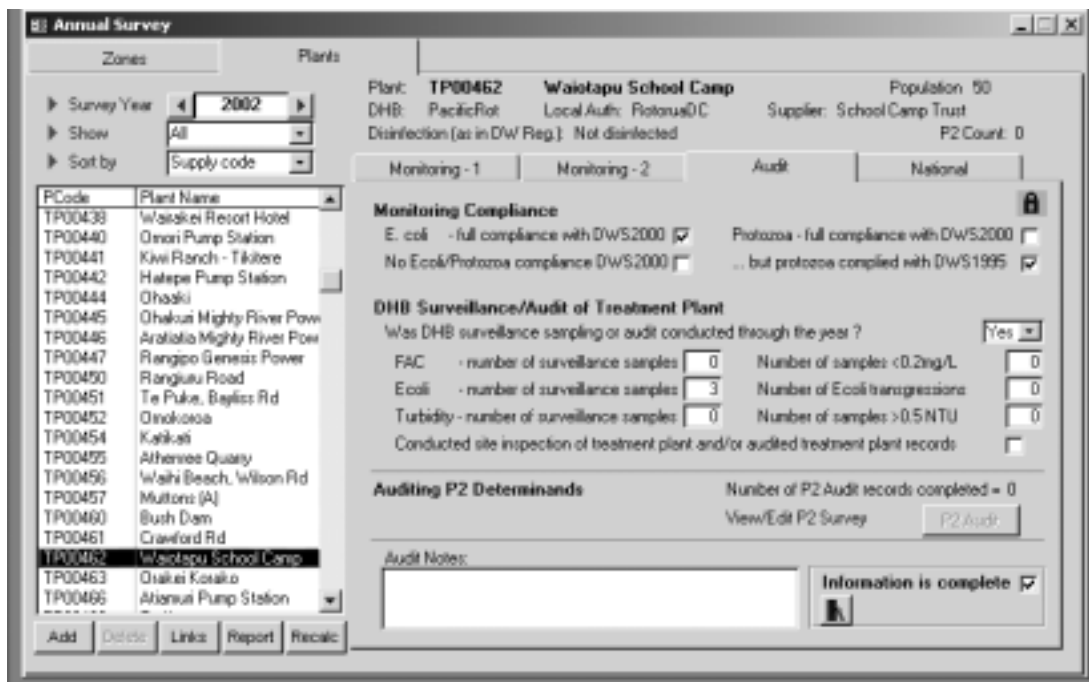 Annual Survey
Zones Plants
Survey Year 2002
Show All
Sort by Supply code
PCode Plant Name
TP00438 Wairakei Resort Hotel
TP00440 Omori Pump Station
TP00441 Kiwi Ranch - Tikitere
TP00442 Hatepe Pump Station
TP00444 Ohaaki
TP00445 Ohakuri Mighty River Powe
TP00446 Aratiatia Mighty River Pow
TP00447 Rangipo Genesis Power
TP00450 Rangiuru Road
TP00451 Te Puke, Bayliss Rd
TP00452 Omokoroa
TP00454 Katikati
TP00455 Athenree Quarry
TP00456 Waihi Beach, Wilson Rd
TP00457 Muttons (A)
TP00460 Bush Dam
TP00461 Crawford Rd
TP00462 Waiotapu School Camp
TP00463 Orakei Korako
TP00466 Atiamuri Pump Station
Add Delete Links Report Recalc
Plant: TP00462 Waiotapu School Camp Population 50
DHB: PacificRot Local Auth: RotoruaDC Supplier: School Camp Trust
Disinfection (as in DW Reg.): Not disinfected P2 Count: 0
Monitoring - 1 Monitoring - 2 Audit National
Monitoring Compliance
E. coli - full compliance with DWS2000 Protozoa - full compliance with DWS2000
No Ecoli/Protozoa compliance DWS2000 ... but protozoa complied with DWS1995
DHB Surveillance/Audit of Treatment Plant
Was DHB surveillance sampling or audit conducted through the year ? Yes
FAC - number of surveillance samples 0 Number of samples <0.2mg/L 0
Ecoli - number of surveillance samples 3 Number of Ecoli transgressions 0
Turbidity - number of surveillance samples 0 Number of samples >0.5 NTU 0
Conducted site inspection of treatment plant and/or audited treatment plant records
Auditing P2 Determinands Number of P2 Audit records completed = 0
View/Edit P2 Survey P2 Audit
Audit Notes:
Information is complete